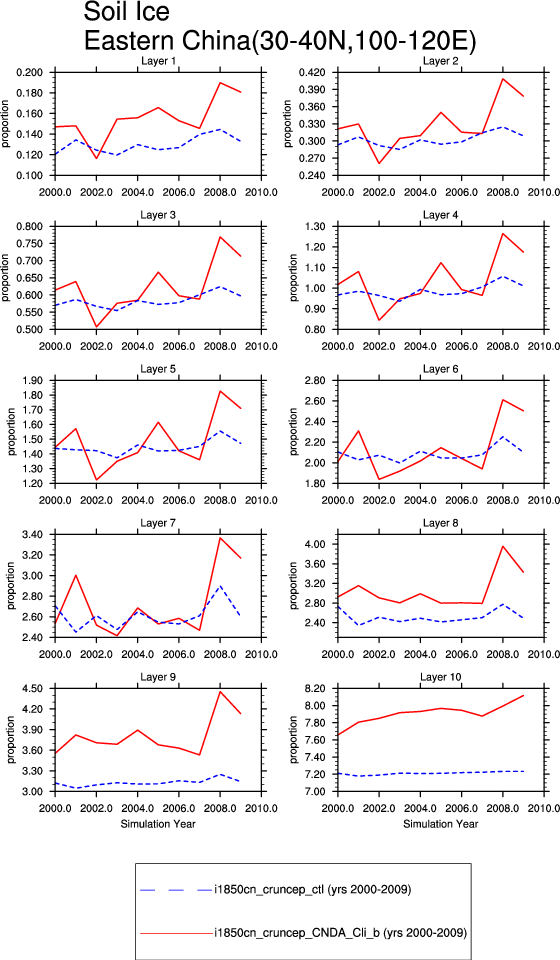 Soil Ice
Eastern China(30-40N,100-120E)
Layer 1
Layer 2
proportion
0.200
0.180
0.160
0.140
0.120
0.100
2000.0 2002.0 2004.0 2006.0 2008.0 2010.0
0.420
0.390
0.360
0.330
0.300
0.270
0.240
2000.0 2002.0 2004.0 2006.0 2008.0 2010.0
Layer 3
Layer 4
proportion
0.800
0.750
0.700
0.650
0.600
0.550
0.500
2000.0 2002.0 2004.0 2006.0 2008.0 2010.0
1.30
1.20
1.10
1.00
0.90
0.80
2000.0 2002.0 2004.0 2006.0 2008.0 2010.0
Layer 5
Layer 6
proportion
1.90
1.80
1.70
1.60
1.50
1.40
1.30
1.20
2000.0 2002.0 2004.0 2006.0 2008.0 2010.0
proportion
2.80
2.60
2.40
2.20
2.00
1.80
2000.0 2002.0 2004.0 2006.0 2008.0 2010.0
Layer 7
Layer 8
proportion
3.40
3.20
3.00
2.80
2.60
2.40
2000.0 2002.0 2004.0 2006.0 2008.0 2010.0
proportion
4.00
3.60
3.20
2.80
2.40
2000.0 2002.0 2004.0 2006.0 2008.0 2010.0
Layer 9
Layer 10
proportion
4.50
4.20
3.90
3.60
3.30
3.00
2000.0 2002.0 2004.0 2006.0 2008.0 2010.0
Simulation Year
proportion
8.20
8.00
7.80
7.60
7.40
7.20
7.00
2000.0 2002.0 2004.0 2006.0 2008.0 2010.0
Simulation Year
i1850cn_cruncep_ctl (yrs 2000-2009)
i1850cn_cruncep_CNDA_Cli_b (yrs 2000-2009)